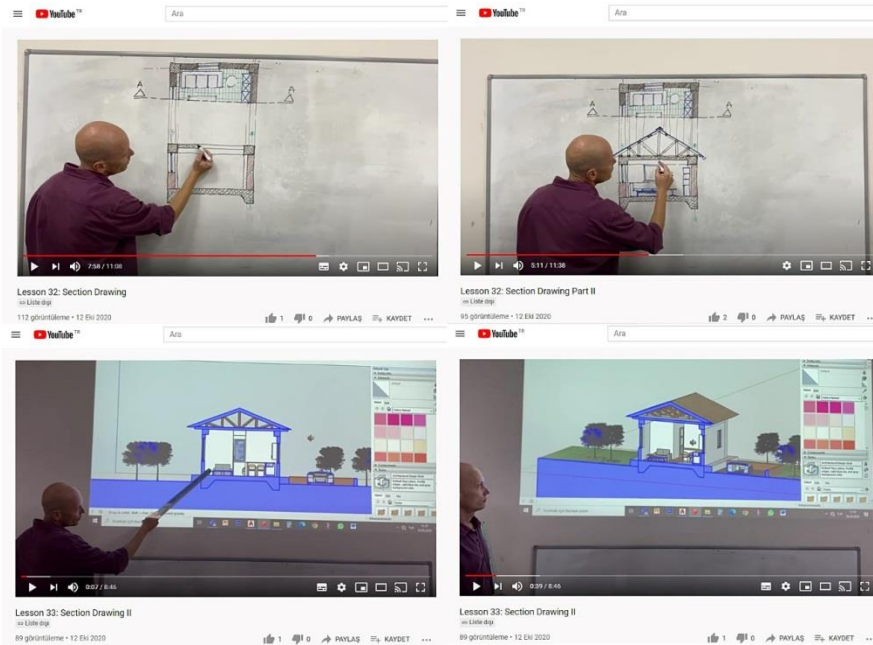 YouTube TR
Ara
A
A
7:58 / 11:08
Lesson 32: Section Drawing
Liste dışı
112 görüntüleme • 12 Eki 2020
1
0
PAYLAŞ
KAYDET
YouTube TR
Ara
A
A
5:11 / 11:38
Lesson 32: Section Drawing Part II
Liste dışı
95 görüntüleme • 12 Eki 2020
2
0
PAYLAŞ
KAYDET
YouTube TR
Ara
0:07 / 8:46
Lesson 33: Section Drawing II
Liste dışı
89 görüntüleme • 12 Eki 2020
1
0
PAYLAŞ
KAYDET
YouTube TR
Ara
0:39 / 8:46
Lesson 33: Section Drawing II
Liste dışı
89 görüntüleme • 12 Eki 2020
1
0
PAYLAŞ
KAYDET